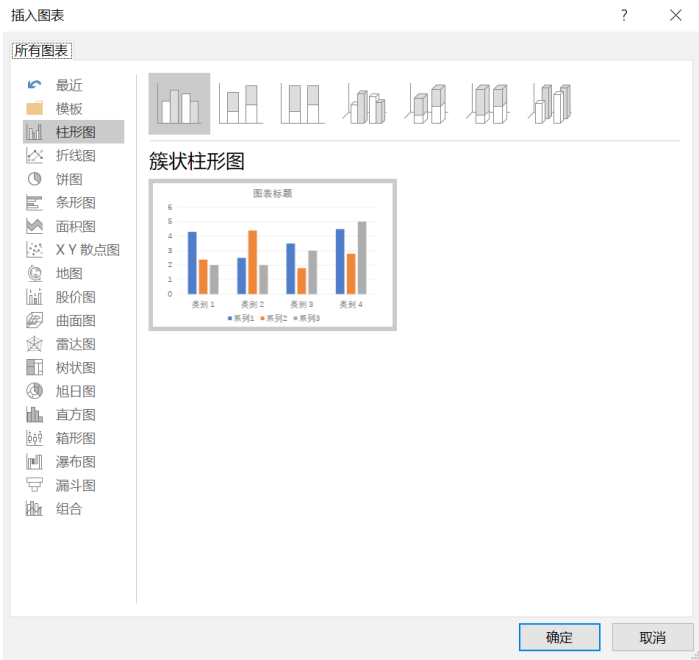 插入图表
?
所有图表
最近
模板
柱形图
折线图
饼图
条形图
面积图
X Y 散点图
地图
股价图
曲面图
雷达图
树状图
旭日图
直方图
箱形图
瀑布图
漏斗图
组合
簇状柱形图
图表标题
6
5
4
3
2
1
0
类别 1 类别 2 类别 3 类别 4
系列1 系列2 系列3
确定 取消